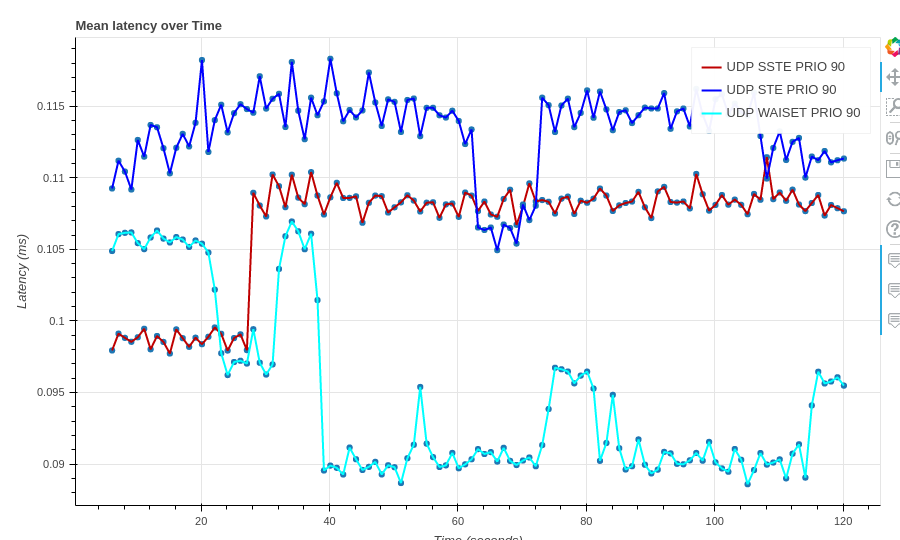 Mean latency over Time
UDP SSTE PRIO 90
UDP STE PRIO 90
UDP WAISET PRIO 90
Latency (ms)
0.115
0.11
0.105
0.1
0.095
0.09
20
40
60
80
100
120
Time (seconds)